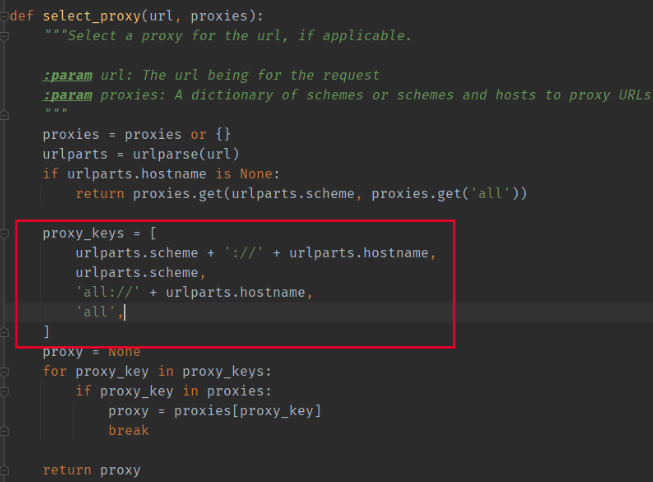 def select_proxy(url, proxies):
    """Select a proxy for the url, if applicable.

    :param url: The url being for the request
    :param proxies: A dictionary of schemes or schemes and hosts to proxy URLs
    """
    proxies = proxies or {}
    urlparts = urlparse(url)
    if urlparts.hostname is None:
        return proxies.get(urlparts.scheme, proxies.get('all'))

    proxy_keys = [
        urlparts.scheme + '://' + urlparts.hostname,
        urlparts.scheme,
        'all://' + urlparts.hostname,
        'all',
    ]
    proxy = None
    for proxy_key in proxy_keys:
        if proxy_key in proxies:
            proxy = proxies[proxy_key]
            break

    return proxy